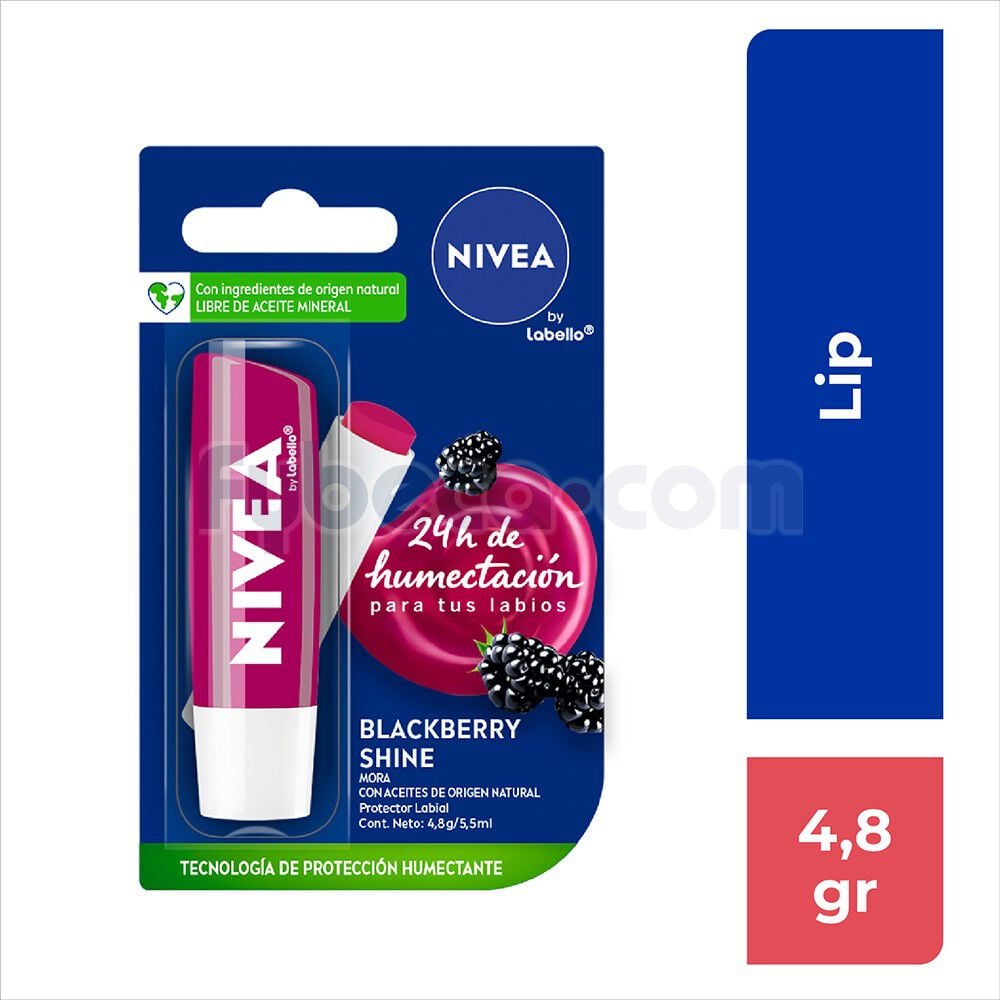 NIVEA
by
Labello®
Con ingredientes de origen natural
LIBRE DE ACEITE MINERAL
NIVEA
by Labello®
24h de
humectación
para tus labios
fybeca.com
BLACKBERRY
SHINE
MORA
CON ACEITES DE ORIGEN NATURAL
Protector Labial
Cont. Neto: 4,8g/5,5ml
TECNOLOGÍA DE PROTECCIÓN HUMECTANTE
Lip
4,8
gr